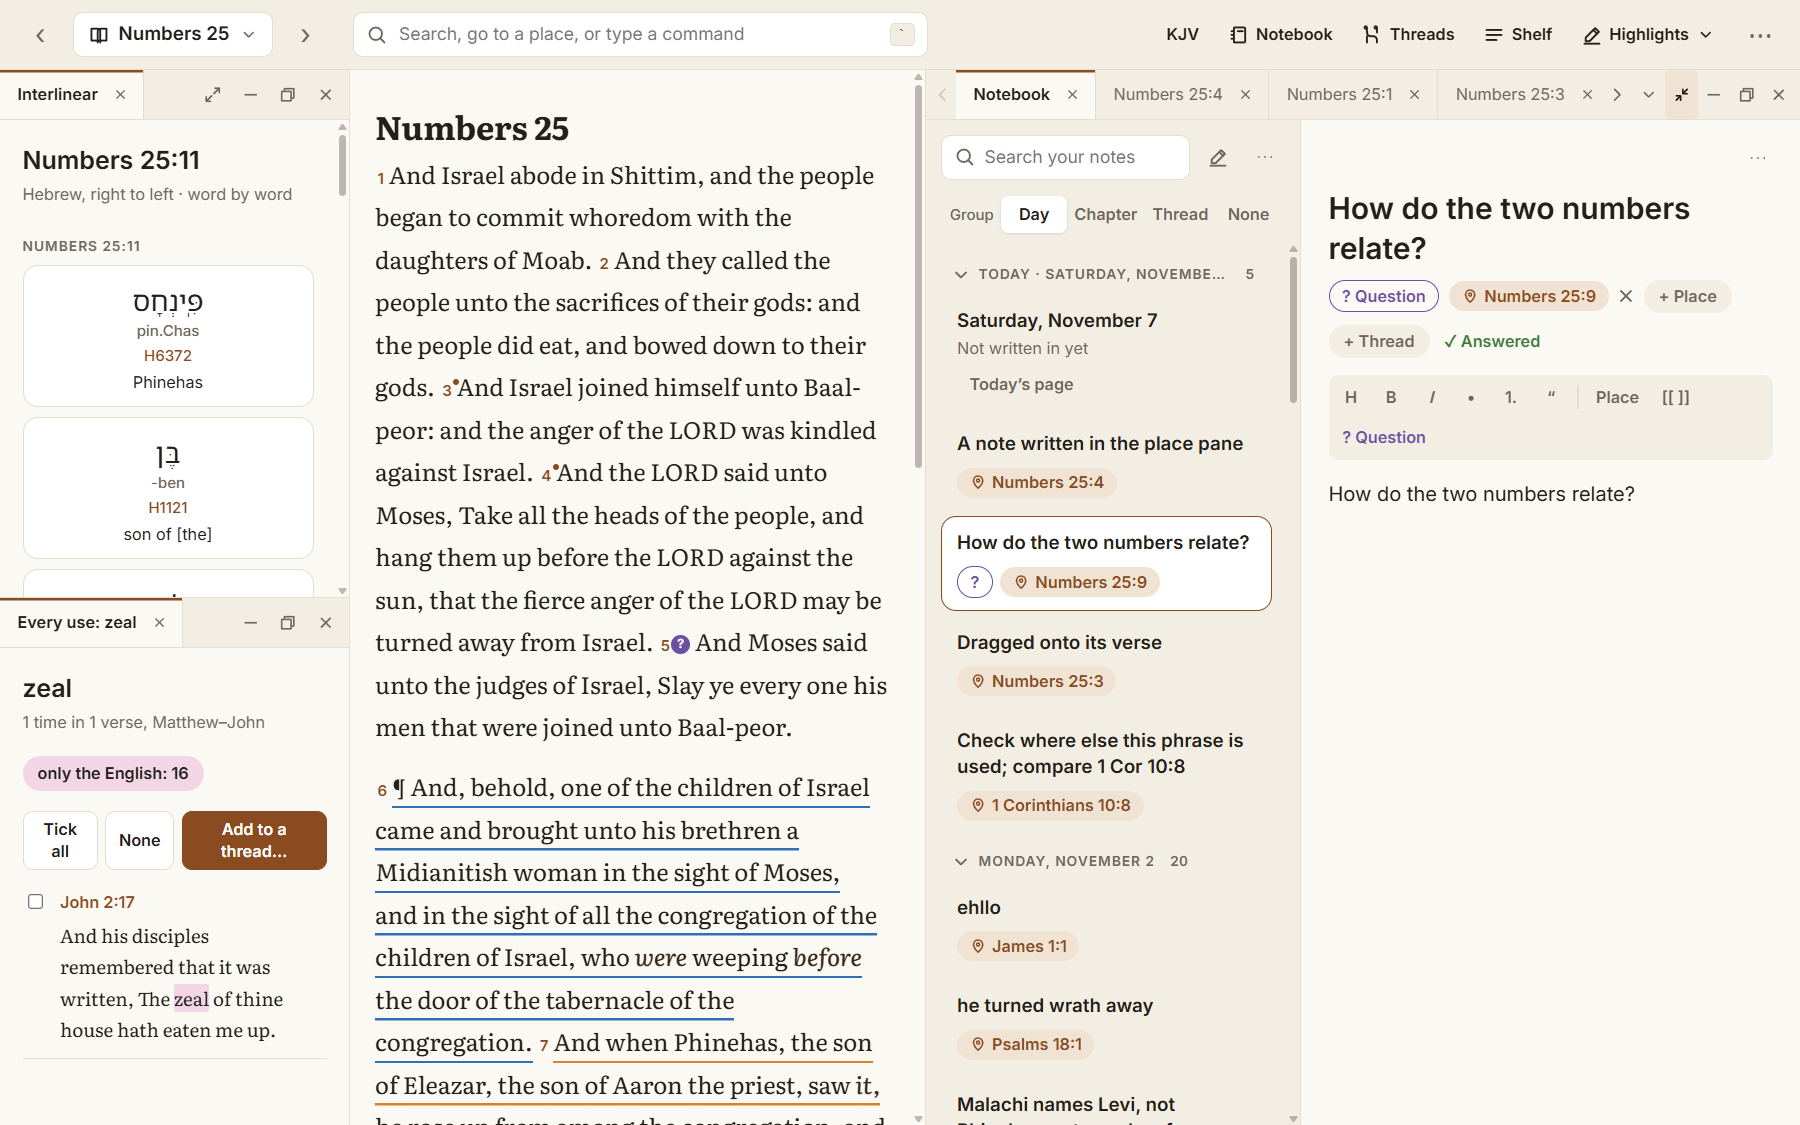 Numbers 25
Search, go to a place, or type a command
`
KJV
Notebook
Threads
Shelf
Highlights
Interlinear
Numbers 25:11
Hebrew, right to left · word by word
NUMBERS 25:11
פִּֽינְחָ֨ס
pin.Chas
H6372
Phinehas
בֶּן
-ben
H1121
son of [the]
Every use: zeal
zeal
1 time in 1 verse, Matthew–John
only the English: 16
Tick all
None
Add to a thread...
John 2:17
And his disciples
remembered that it was
written, The zeal of thine
house hath eaten me up.
Numbers 25
1 And Israel abode in Shittim, and the people
began to commit whoredom with the
daughters of Moab. 2 And they called the
people unto the sacrifices of their gods: and
the people did eat, and bowed down to their
gods. 3 And Israel joined himself unto Baal-
peor: and the anger of the LORD was kindled
against Israel. 4 And the LORD said unto
Moses, Take all the heads of the people, and
hang them up before the LORD against the
sun, that the fierce anger of the LORD may be
turned away from Israel. 5 ? And Moses said
unto the judges of Israel, Slay ye every one his
men that were joined unto Baal-peor.
6 ¶ And, behold, one of the children of Israel
came and brought unto his brethren a
Midianitish woman in the sight of Moses,
and in the sight of all the congregation of the
children of Israel, who were weeping before
the door of the tabernacle of the
congregation. 7 And when Phinehas, the son
of Eleazar, the son of Aaron the priest, saw it,
he rose up from among the congregation, and
Notebook
Numbers 25:4
Numbers 25:1
Numbers 25:3
Search your notes
Group
Day
Chapter
Thread
None
TODAY · SATURDAY, NOVEMBE... 5
Saturday, November 7
Not written in yet
Today's page
A note written in the place pane
Numbers 25:4
How do the two numbers relate?
? Numbers 25:9
Dragged onto its verse
Numbers 25:3
Check where else this phrase is
used; compare 1 Cor 10:8
1 Corinthians 10:8
MONDAY, NOVEMBER 2 20
ehllo
James 1:1
he turned wrath away
Psalms 18:1
Malachi names Levi, not
How do the two numbers
relate?
? Question
Numbers 25:9
+ Place
+ Thread
✓ Answered
H B I • 1. “ Place [[ ]]
? Question
How do the two numbers relate?